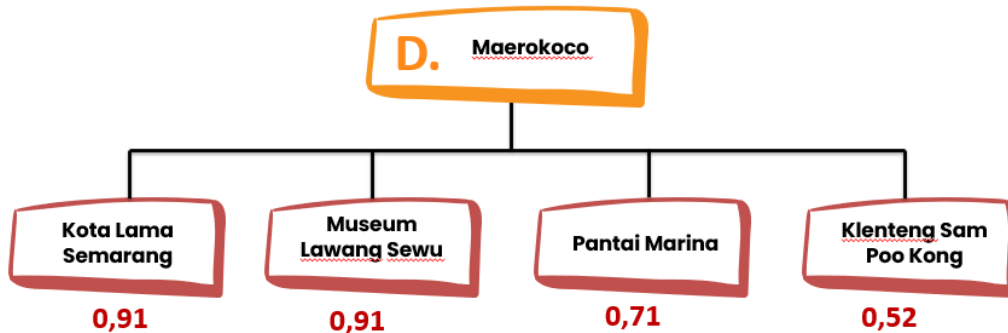 D. Maerokoco
Kota Lama
Semarang
Museum
Lawang Sewu
Pantai Marina
Klenteng Sam
Poo Kong
0,91
0,91
0,71
0,52